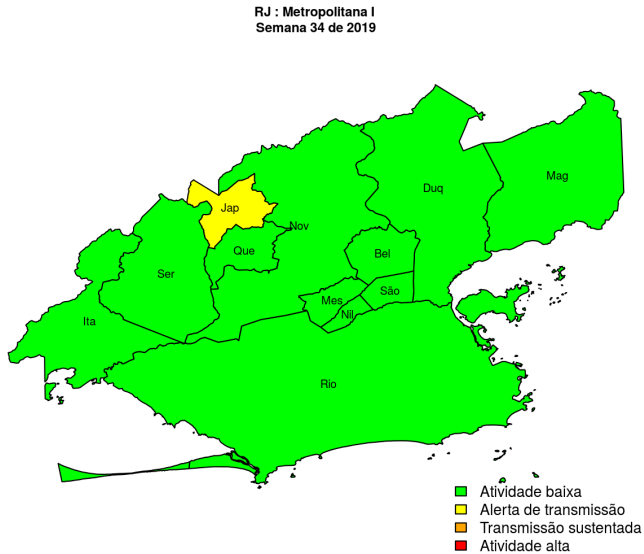 RJ : Metropolitana I
Semana 34 de 2019
Mag
Duq
Jap
Nov
Que
Bel
Ser
São
Mes
Nil
Ita
Rio
Atividade baixa
Alerta de transmissão
Transmissão sustentada
Atividade alta